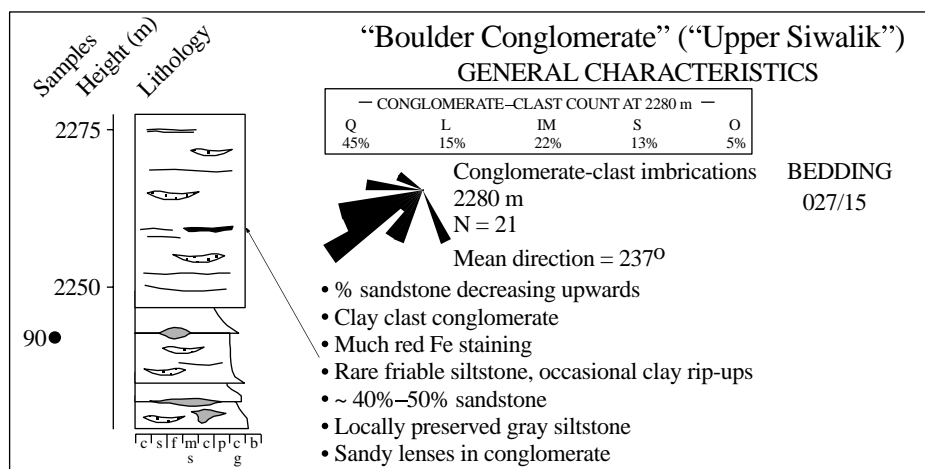 Samples
Height (m)
Lithology
“Boulder Conglomerate” (“Upper Siwalik”)
GENERAL CHARACTERISTICS
— CONGLOMERATE–CLAST COUNT AT 2280 m —
Q L IM S O
45% 15% 22% 13% 5%
Conglomerate-clast imbrications
2280 m
N = 21
Mean direction = 237°
BEDDING
027/15
2275
2250
90
• % sandstone decreasing upwards
• Clay clast conglomerate
• Much red Fe staining
• Rare friable siltstone, occasional clay rip-ups
• ~ 40%–50% sandstone
• Locally preserved gray siltstone
• Sandy lenses in conglomerate
c s f m c p c b
s g